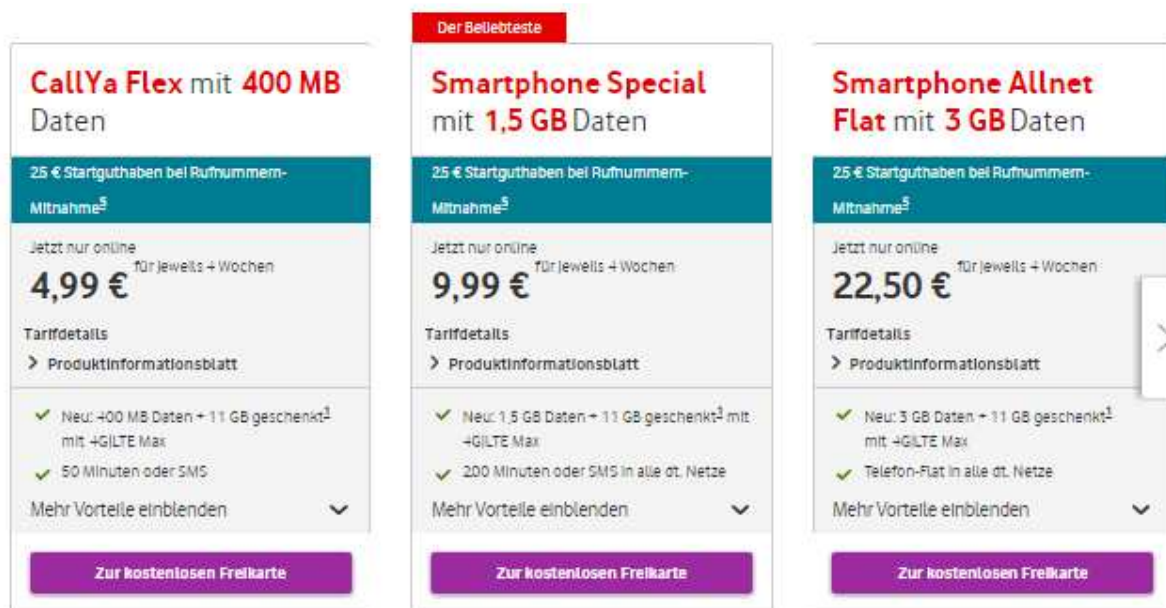 CallYa Flex mit 400 MB
Daten
25 € Startguthaben bei Rufnummern-
Mitnahme5
Jetzt nur online
4,99 € für jeweils 4 Wochen
Tarifdetails
> Produktinformationsblatt
Neu: 400 MB Daten + 11 GB geschenkt1
mit 4G|LTE Max
50 Minuten oder SMS
Mehr Vorteile einblenden
Zur kostenlosen Freikarte
Der Beliebteste
Smartphone Special
mit 1,5 GB Daten
25 € Startguthaben bei Rufnummern-
Mitnahme5
Jetzt nur online
9,99 € für jeweils 4 Wochen
Tarifdetails
> Produktinformationsblatt
Neu: 1,5 GB Daten + 11 GB geschenkt1 mit
4G|LTE Max
200 Minuten oder SMS in alle dt. Netze
Mehr Vorteile einblenden
Zur kostenlosen Freikarte
Smartphone Allnet
Flat mit 3 GB Daten
25 € Startguthaben bei Rufnummern-
Mitnahme5
Jetzt nur online
22,50 € für jeweils 4 Wochen
Tarifdetails
> Produktinformationsblatt
Neu: 3 GB Daten + 11 GB geschenkt1
mit 4G|LTE Max
Telefon-Flat in alle dt. Netze
Mehr Vorteile einblenden
Zur kostenlosen Freikarte